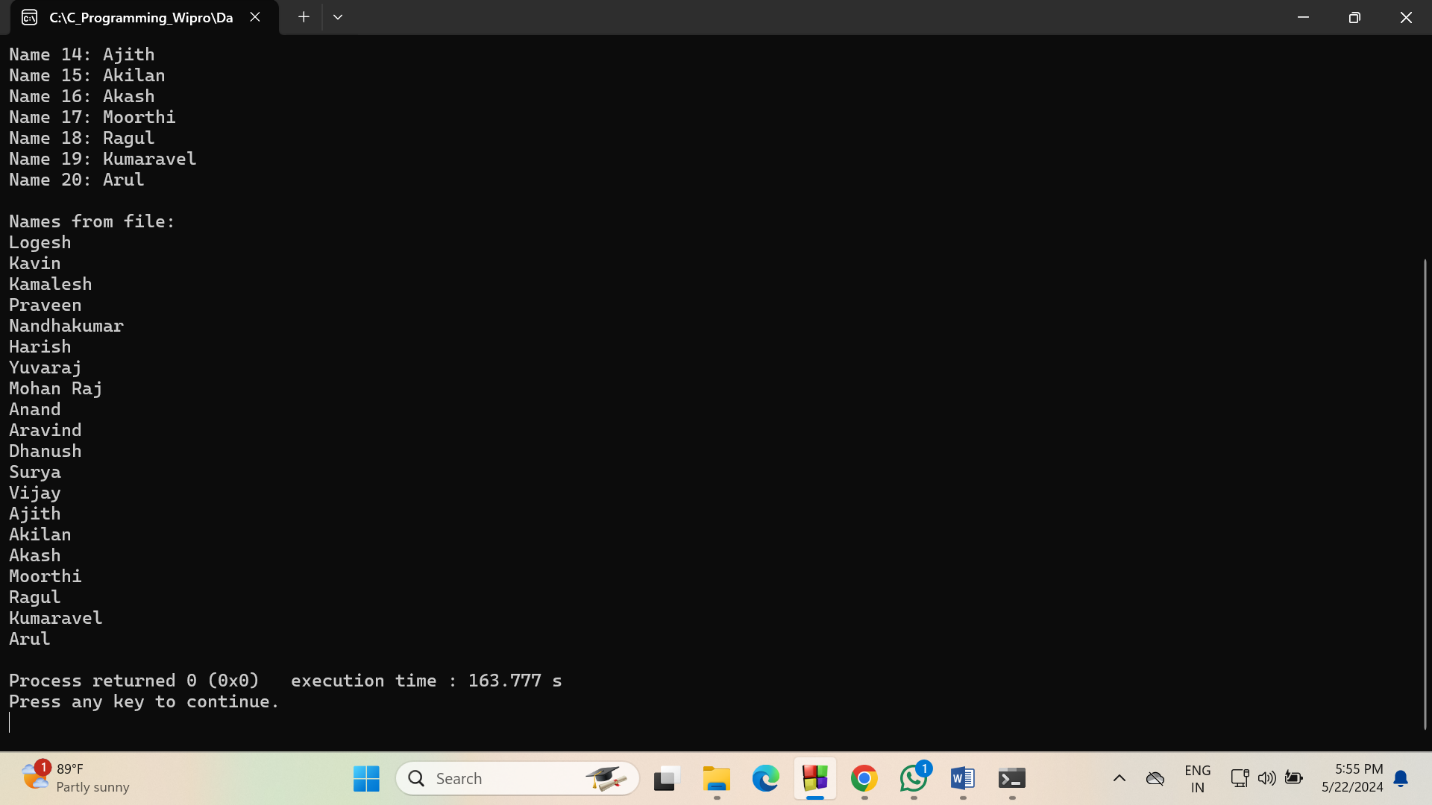 C:\C_Programming_Wipro\Da
Name 14: Ajith
Name 15: Akilan
Name 16: Akash
Name 17: Moorthi
Name 18: Ragul
Name 19: Kumaravel
Name 20: Arul
Names from file:
Logesh
Kavin
Kamalesh
Praveen
Nandhakumar
Harish
Yuvaraj
Mohan Raj
Anand
Aravind
Dhanush
Surya
Vijay
Ajith
Akilan
Akash
Moorthi
Ragul
Kumaravel
Arul
Process returned 0 (0x0)   execution time : 163.777 s
Press any key to continue.
1
89°F
Partly sunny
Search
1
ENG
IN
5:55 PM
5/22/2024